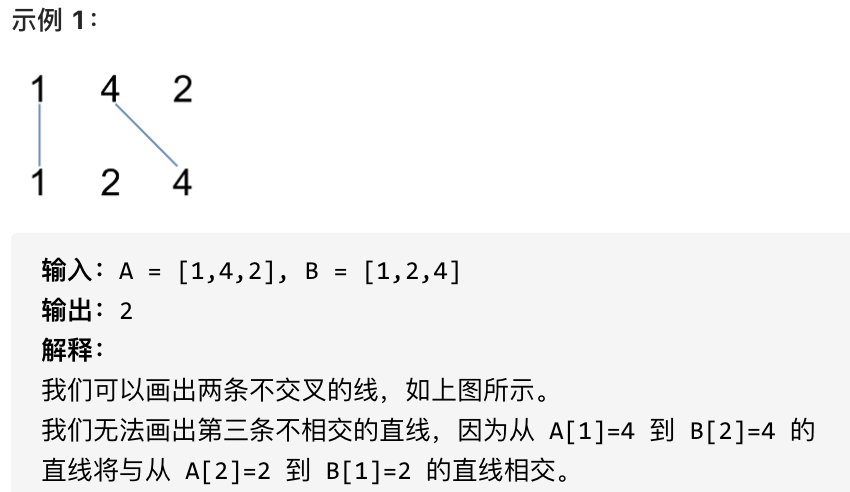 示例 1：
1 4 2
1 2 4
输入：A = [1,4,2], B = [1,2,4]
输出：2
解释：
我们可以画出两条不交叉的线，如上图所示。
我们无法画出第三条不相交的直线，因为从 A[1]=4 到 B[2]=4 的
直线将与从 A[2]=2 到 B[1]=2 的直线相交。